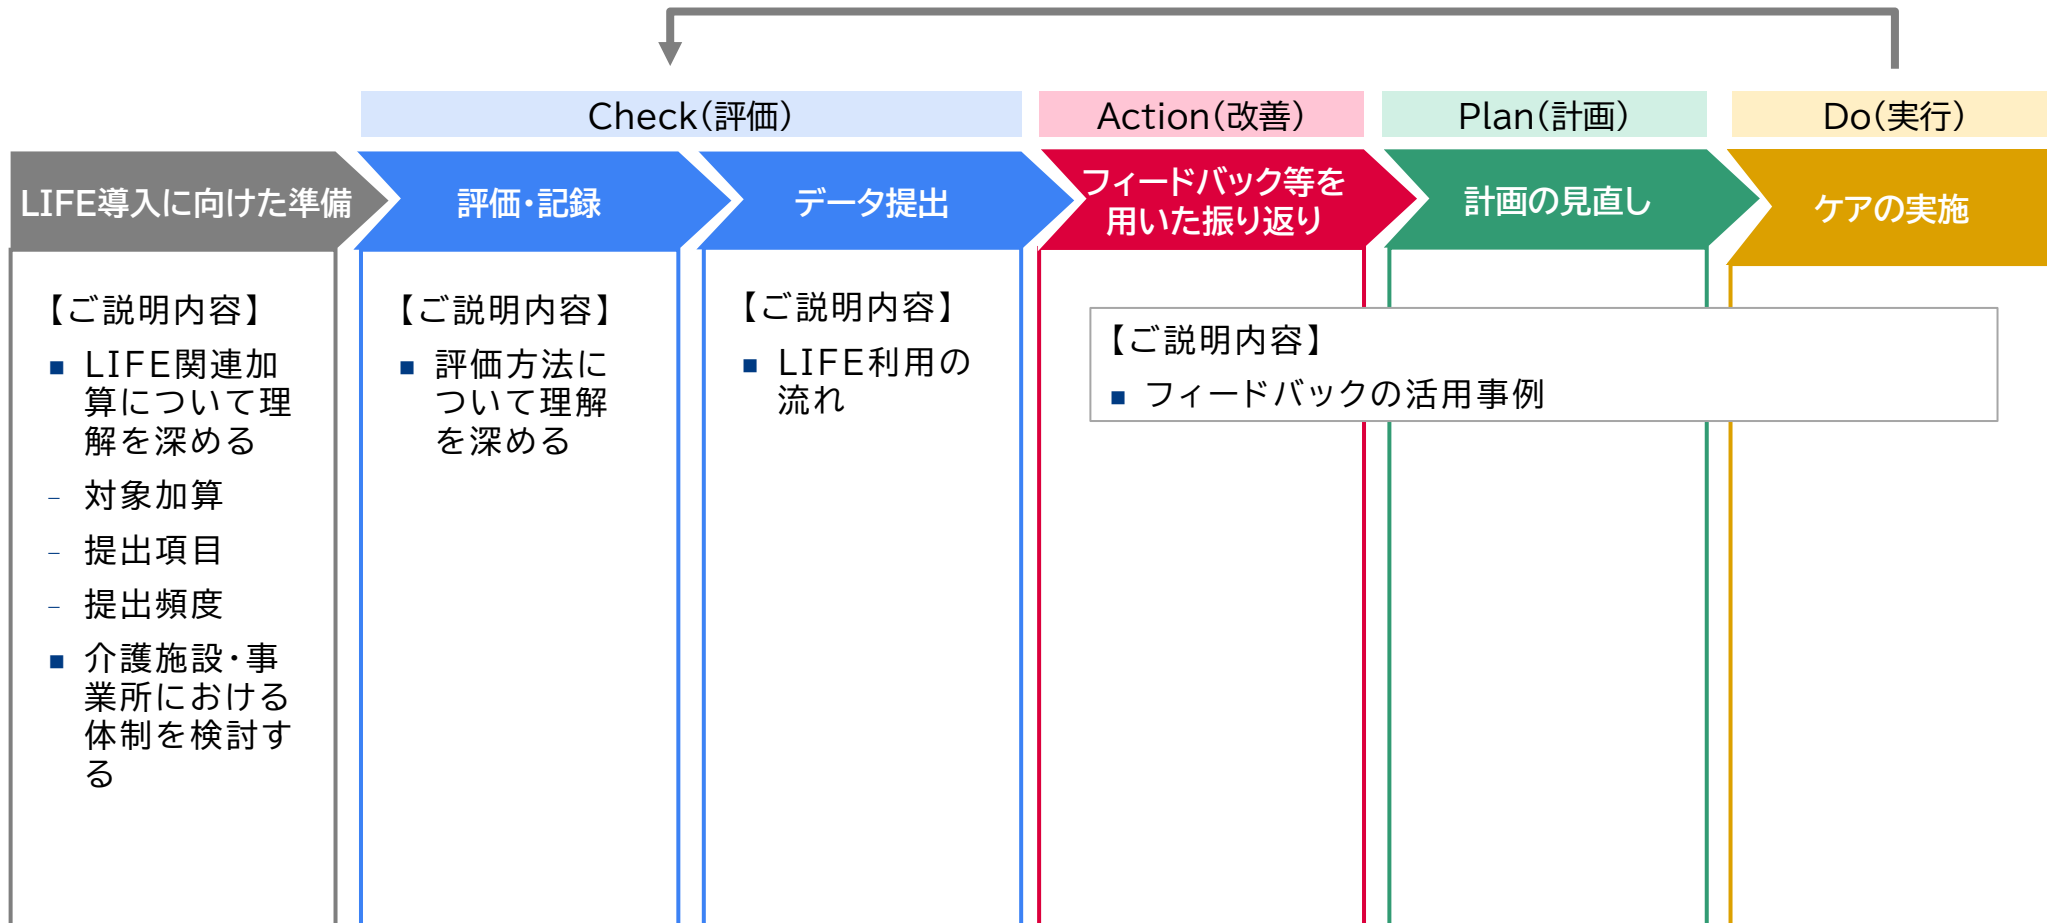 Check(評価)
Action(改善)
Plan(計画)
Do(実行)
LIFE導入に向けた準備
評価・記録
データ提出
フィードバック等を
用いた振り返り
計画の見直し
ケアの実施
【ご説明内容】
■ LIFE関連加
算について理
解を深める
– 対象加算
– 提出項目
– 提出頻度
■ 介護施設・事
業所における
体制を検討す
る
【ご説明内容】
■ 評価方法に
ついて理解
を深める
【ご説明内容】
■ LIFE利用の
流れ
【ご説明内容】
■ フィードバックの活用事例